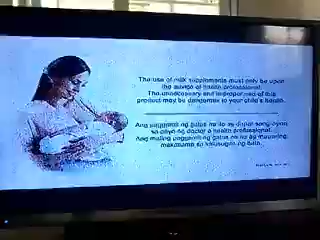 The use of milk supplements must only be upon
the advice of health professional.
The unnecessary and improper use of this
product may be dangerous to your child's health.
Ang paggamit ng gatas na ito ay dapat sang-ayon
sa payo ng doctor o health professional.
Ang maling paggamit ng gatas na ito ay maaaring
makasama sa kalusugan ng bata.